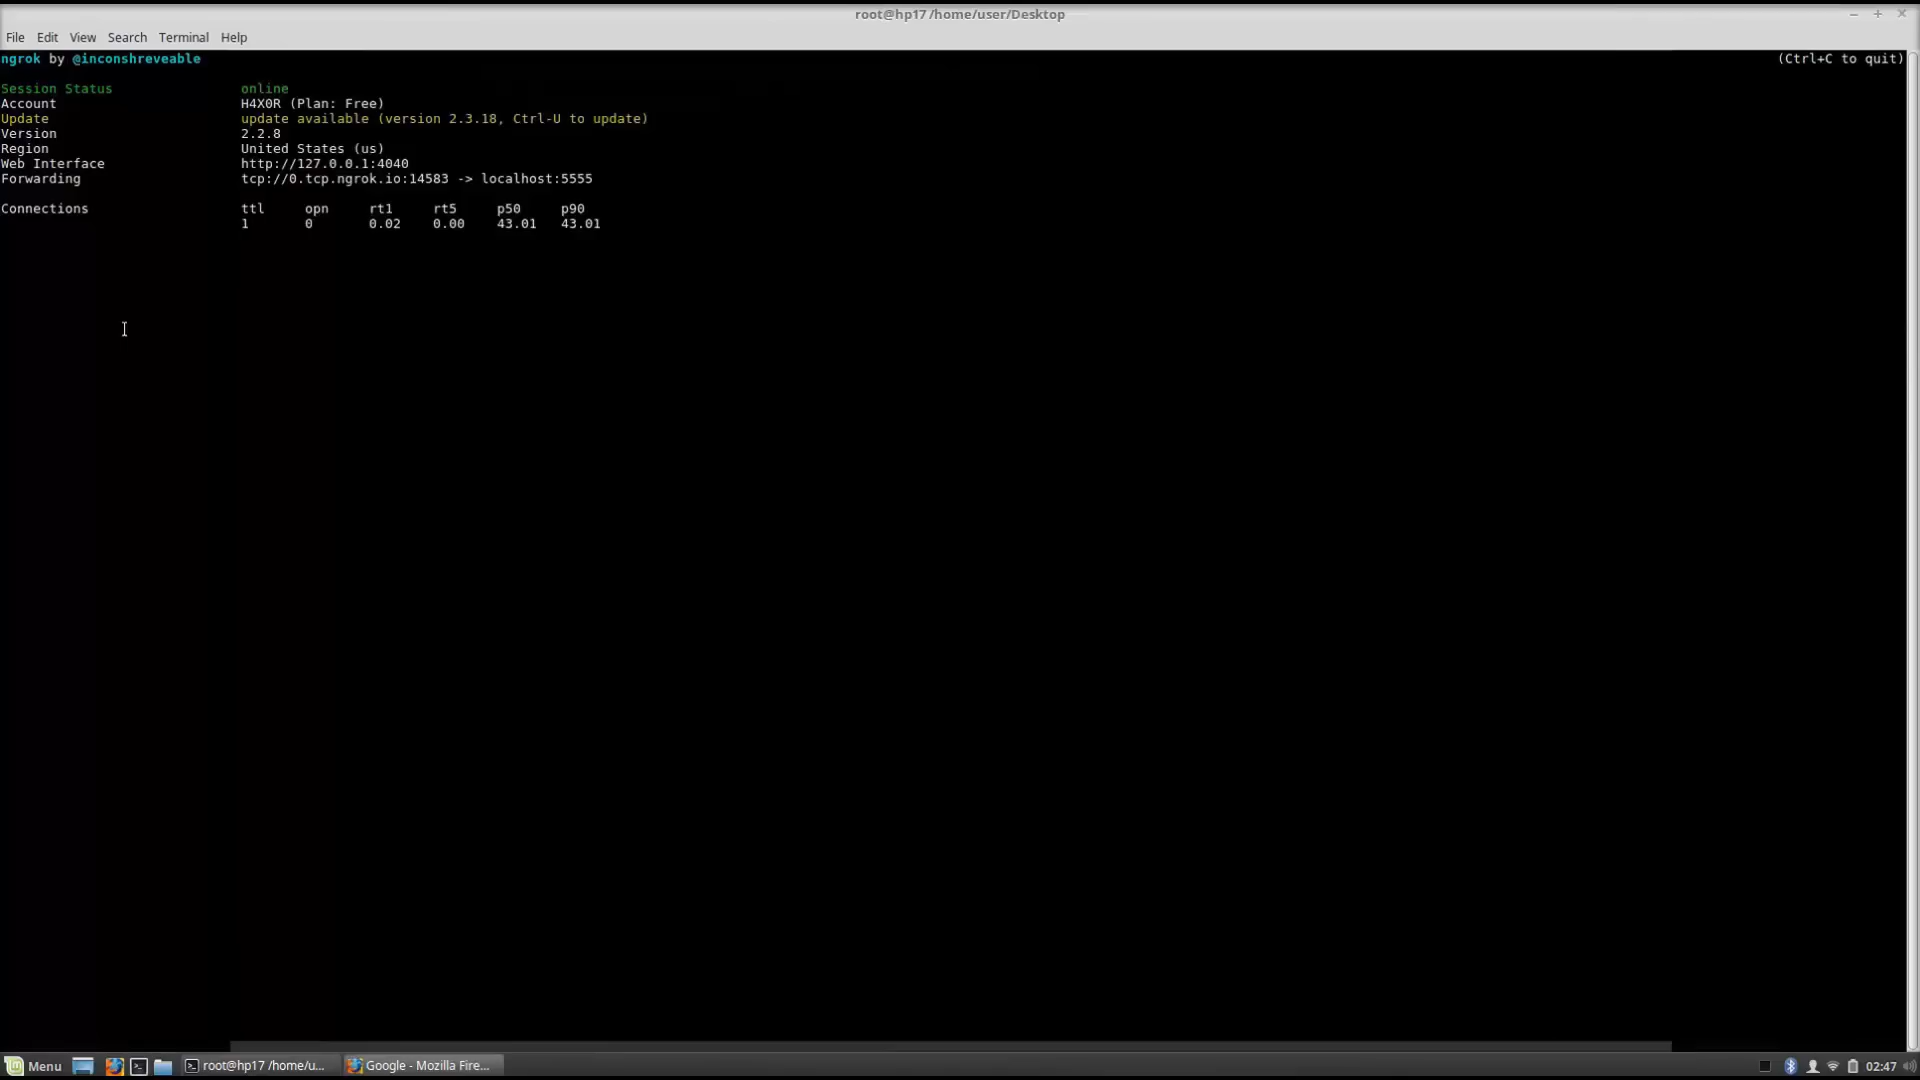 root@hp17 /home/user/Desktop
File Edit View Search Terminal Help
ngrok by @inconshreveable (Ctrl+C to quit)
Session Status online
Account H4X0R (Plan: Free)
Update update available (version 2.3.18, Ctrl-U to update)
Version 2.2.8
Region United States (us)
Web Interface http://127.0.0.1:4040
Forwarding tcp://0.tcp.ngrok.io:14583 -> localhost:5555
Connections ttl opn rt1 rt5 p50 p90
1 0 0.02 0.00 43.01 43.01
Menu root@hp17 /home/u... Google - Mozilla Fire... 02:47